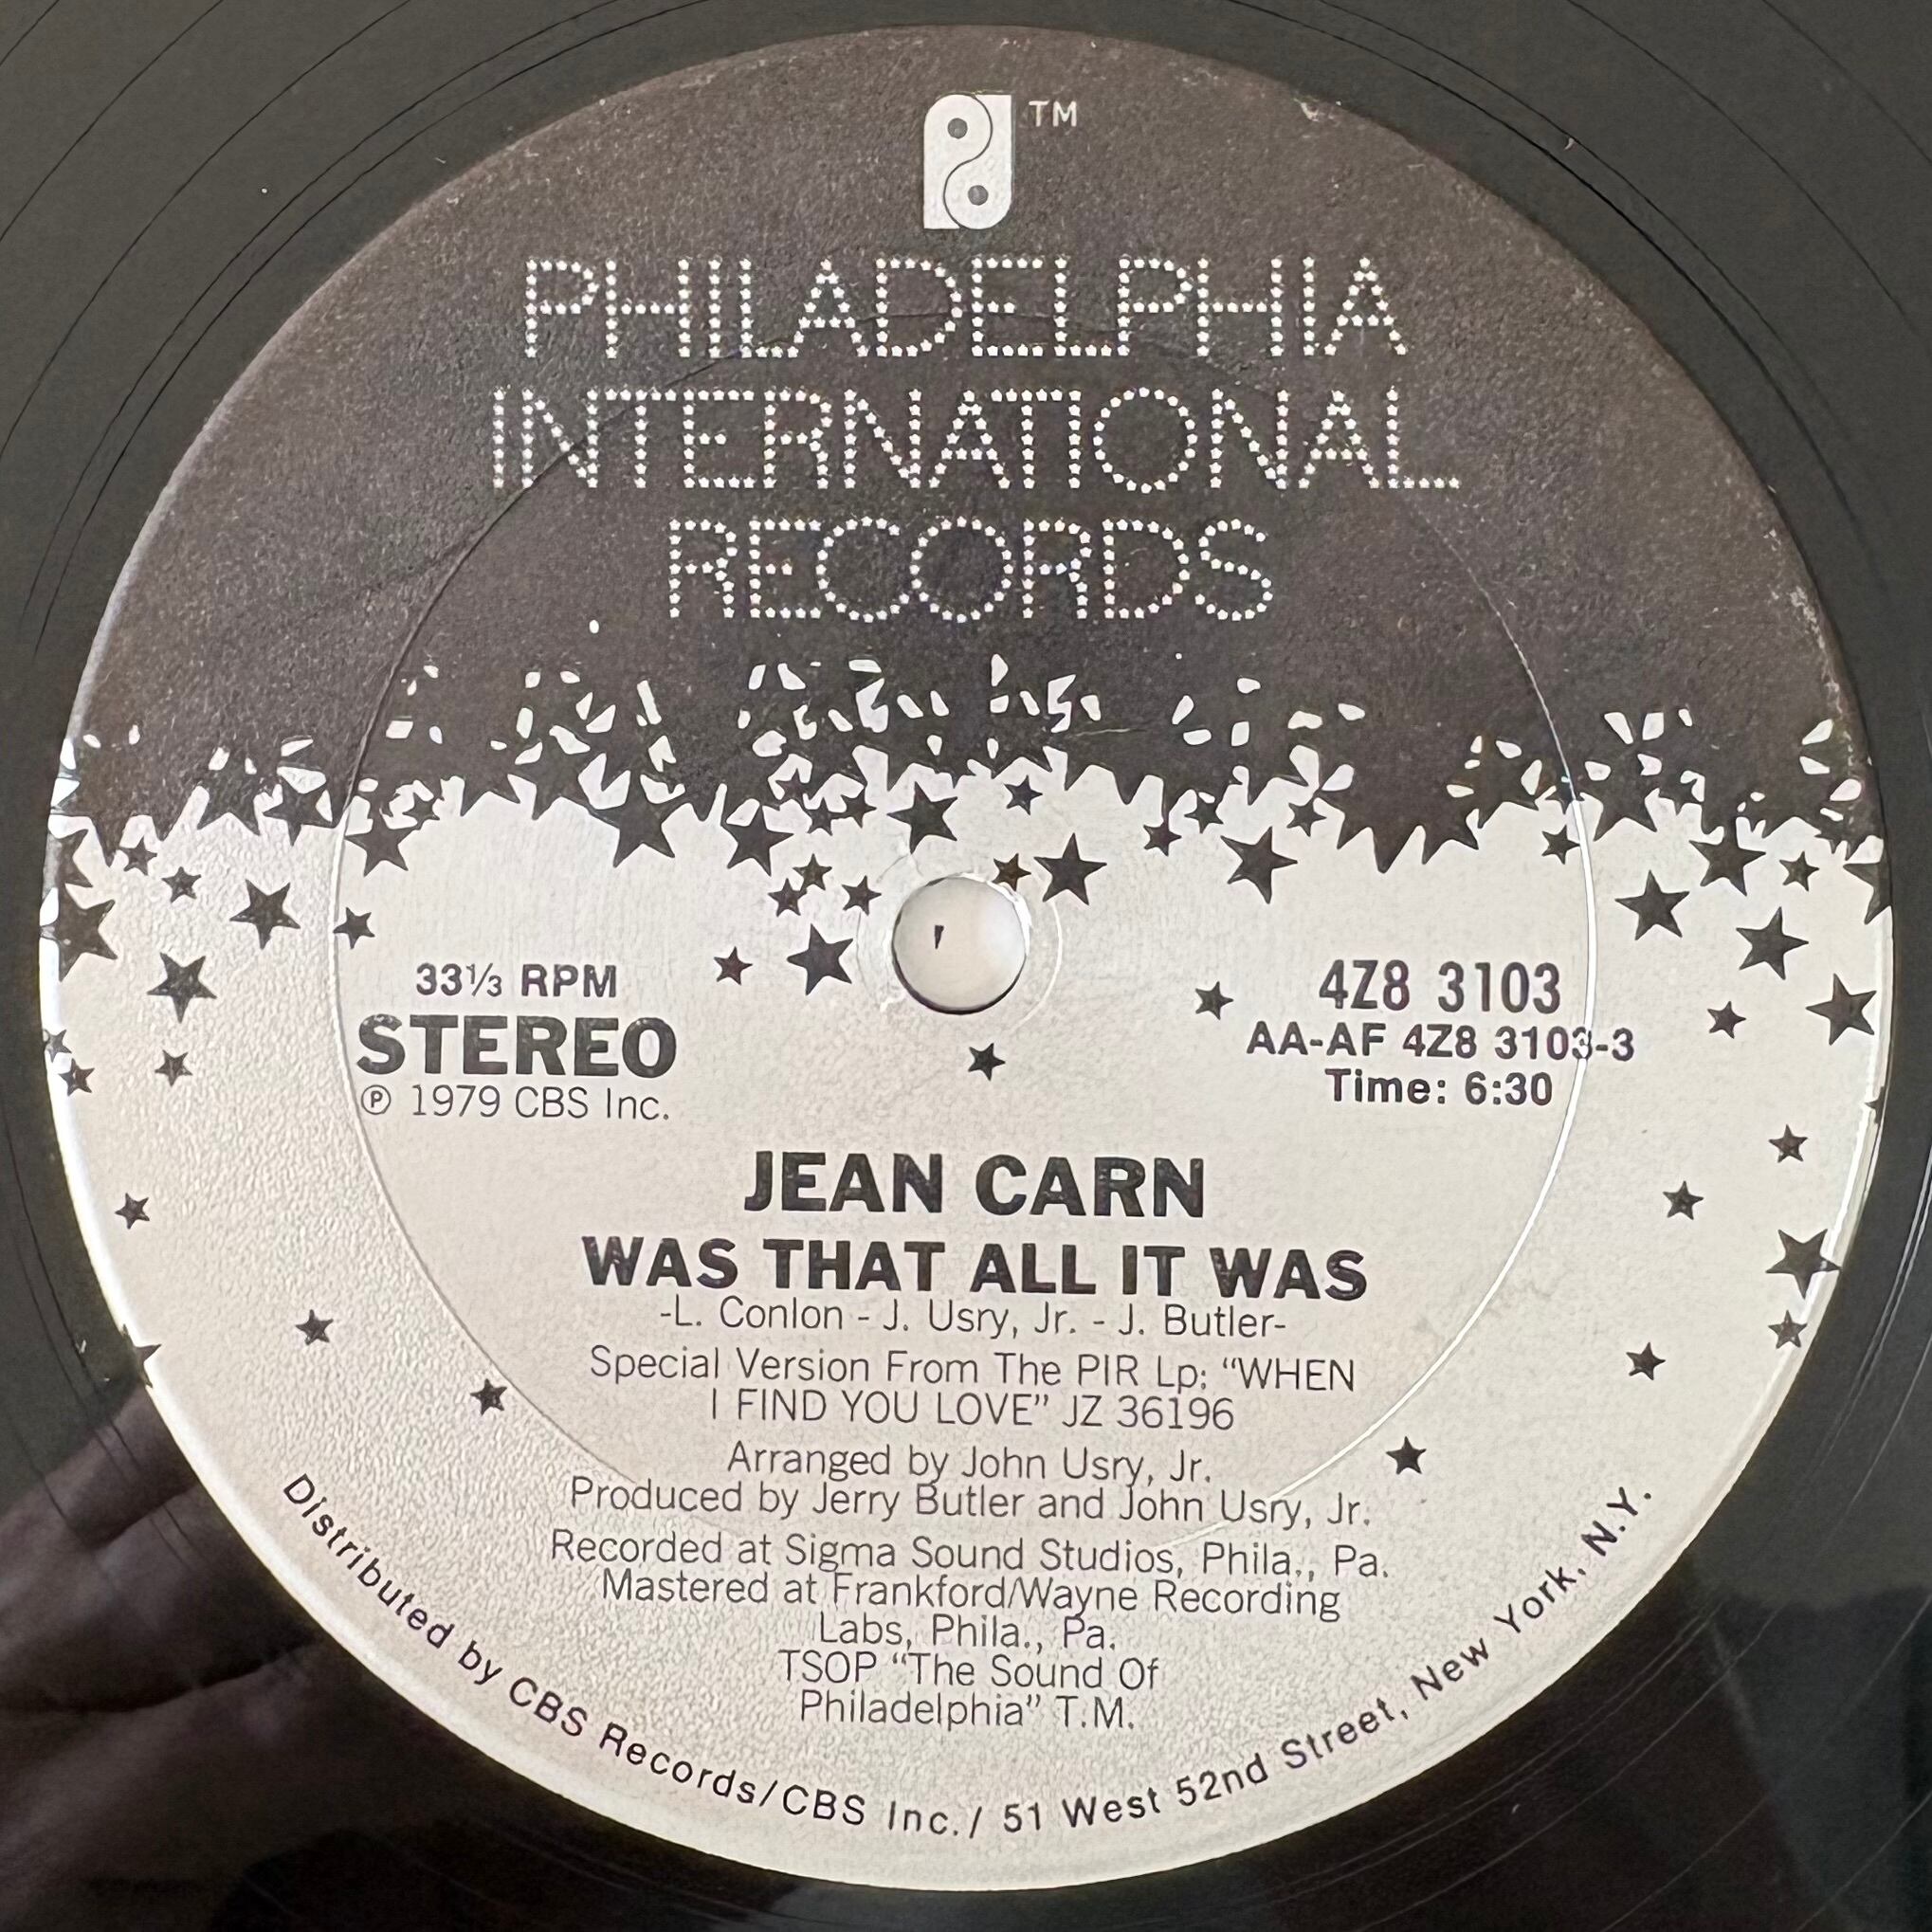 TM
PHILADELPHIA
INTERNATIONAL
RECORDS
33⅓ RPM
STEREO
℗ 1979 CBS Inc.
4Z8 3103
AA-AF 4Z8 3103-3
Time: 6:30
JEAN CARN
WAS THAT ALL IT WAS
-L. Conlon - J. Usry, Jr. - J. Butler-
Special Version From The PIR Lp: "WHEN
I FIND YOU LOVE" JZ 36196
Arranged by John Usry, Jr.
Produced by Jerry Butler and John Usry, Jr.
Recorded at Sigma Sound Studios, Phila., Pa.
Mastered at Frankford/Wayne Recording
Labs, Phila., Pa.
TSOP "The Sound Of
Philadelphia" T.M.
Distributed by CBS Records/CBS Inc./ 51 West 52nd Street, New York, N.Y.